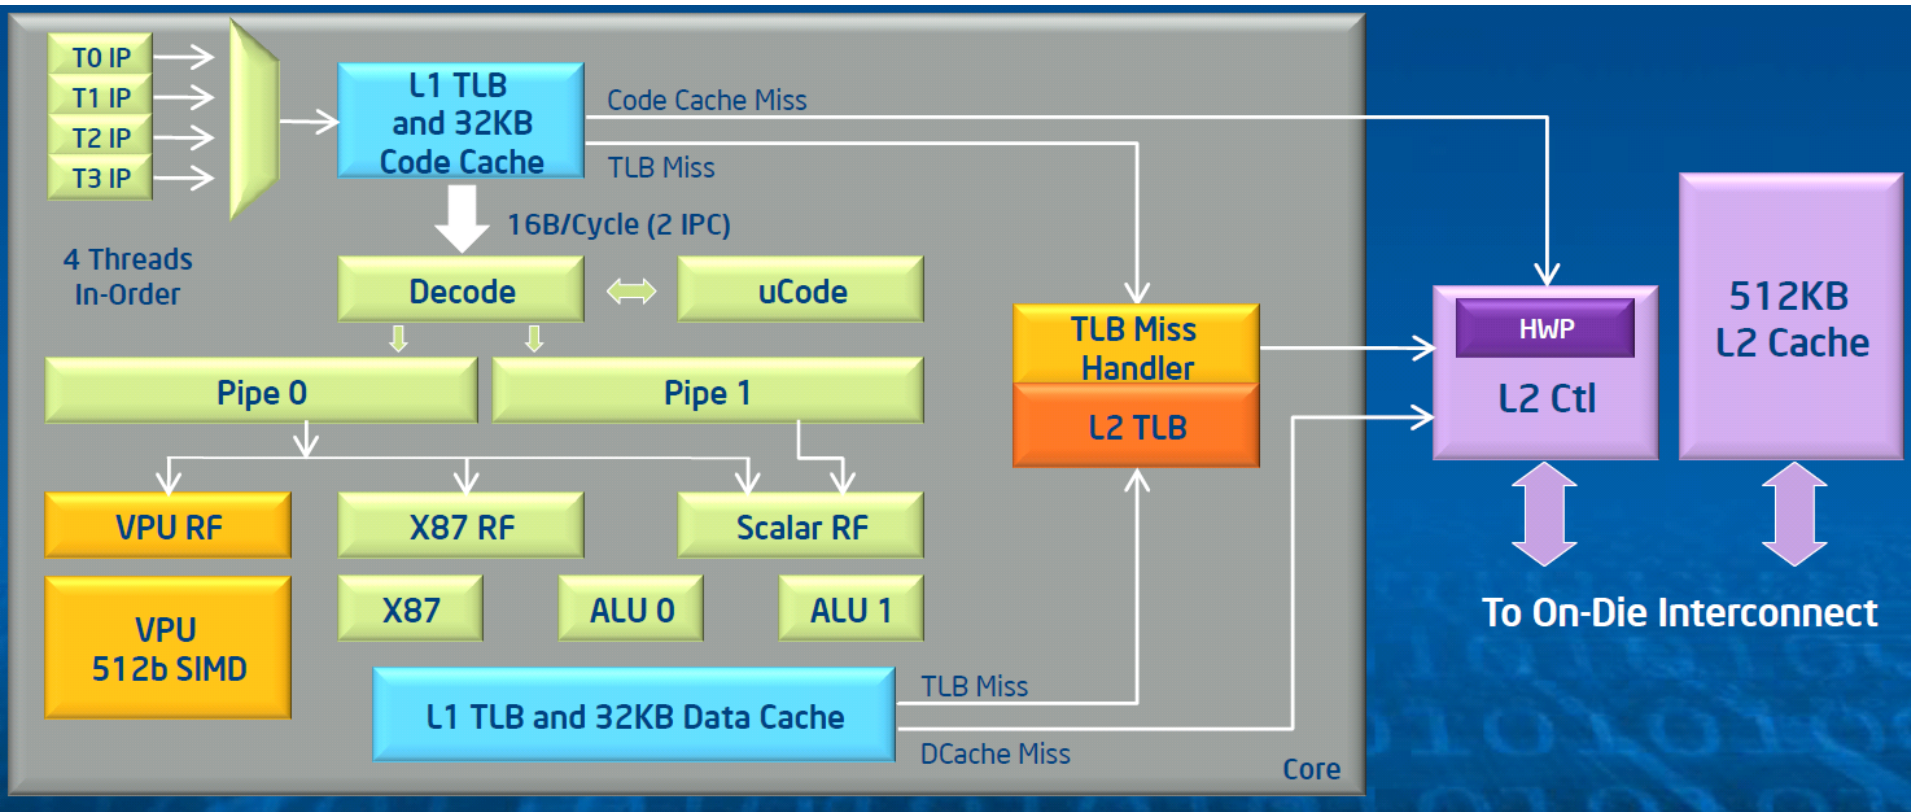 T0 IP
T1 IP
T2 IP
T3 IP
4 Threads
In-Order
L1 TLB
and 32KB
Code Cache
Code Cache Miss
TLB Miss
16B/Cycle (2 IPC)
Decode
uCode
Pipe 0
Pipe 1
VPU RF
X87 RF
Scalar RF
VPU
512b SIMD
X87
ALU 0
ALU 1
L1 TLB and 32KB Data Cache
TLB Miss
DCache Miss
TLB Miss
Handler
L2 TLB
Core
HWP
L2 Ctl
512KB
L2 Cache
To On-Die Interconnect